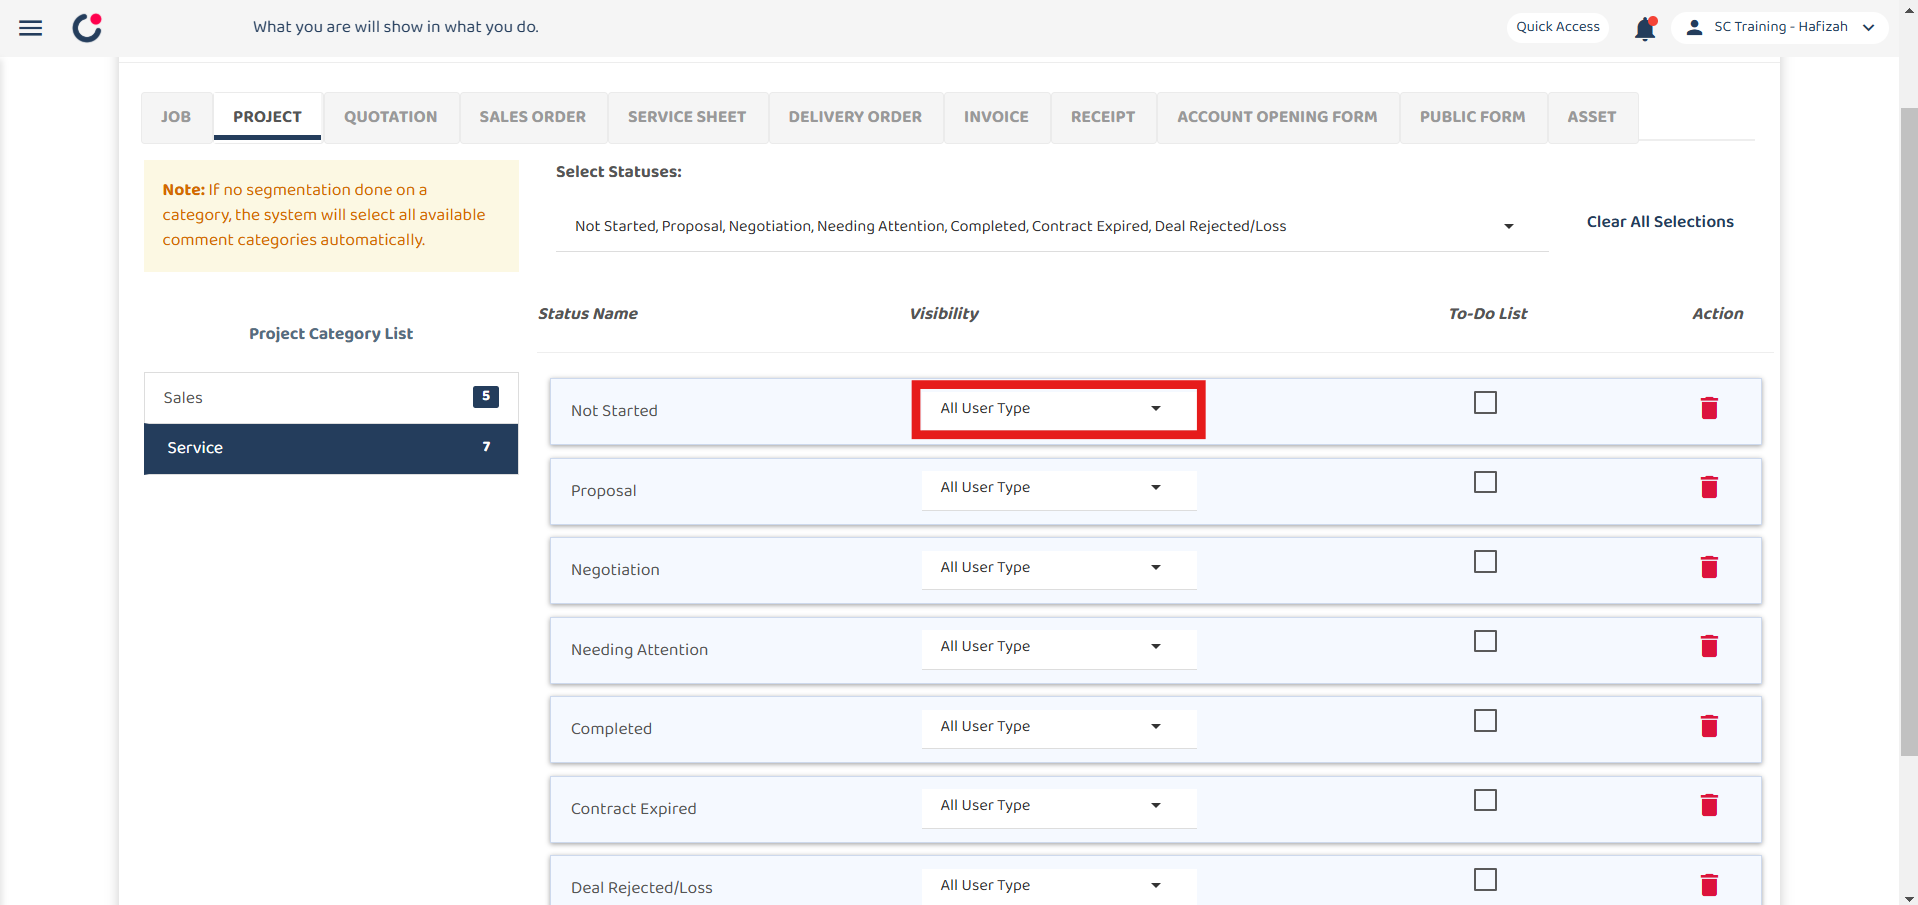 What you are will show in what you do.
Quick Access
SC Training - Hafizah
JOB
PROJECT
QUOTATION
SALES ORDER
SERVICE SHEET
DELIVERY ORDER
INVOICE
RECEIPT
ACCOUNT OPENING FORM
PUBLIC FORM
ASSET
Note: If no segmentation done on a
category, the system will select all available
comment categories automatically.
Project Category List
Sales 5
Service 7
Select Statuses:
Not Started, Proposal, Negotiation, Needing Attention, Completed, Contract Expired, Deal Rejected/Loss
Clear All Selections
Status Name Visibility To-Do List Action
Not Started All User Type
Proposal All User Type
Negotiation All User Type
Needing Attention All User Type
Completed All User Type
Contract Expired All User Type
Deal Rejected/Loss All User Type